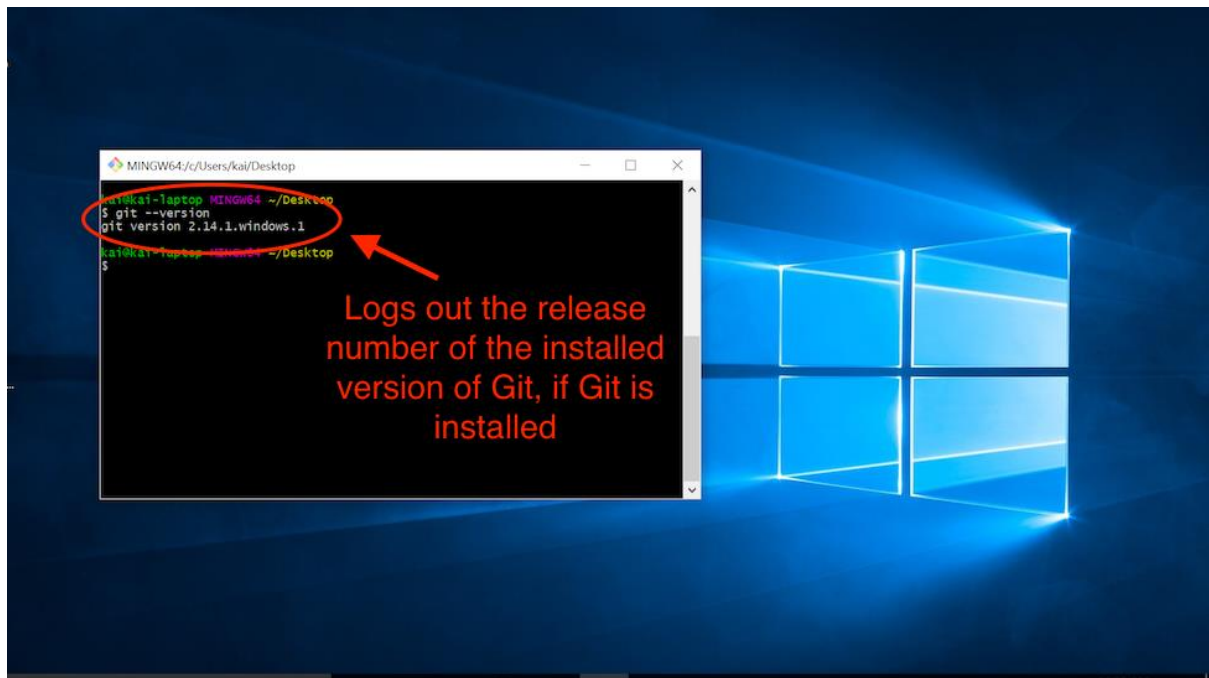 MINGW64:/c/Users/kai/Desktop
kai@kai-laptop MINGW64 ~/Desktop
$ git --version
git version 2.14.1.windows.1
kai@kai-laptop MINGW64 ~/Desktop
$
Logs out the release
number of the installed
version of Git, if Git is
installed